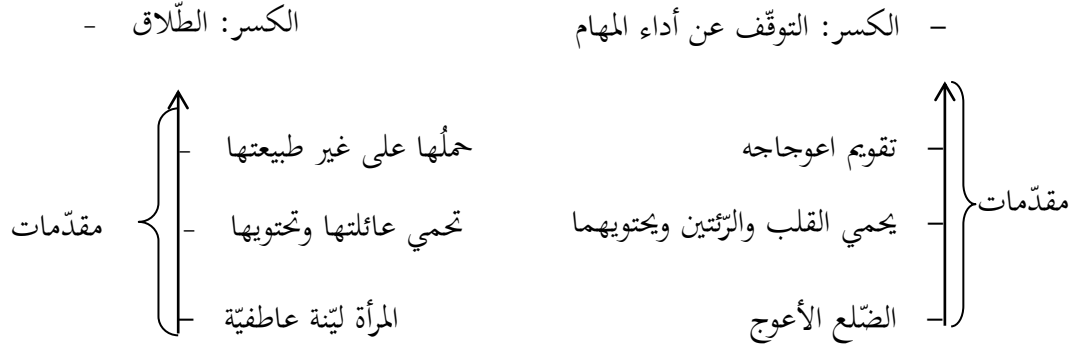 – الكسر: التوقّف عن أداء المهام
– تقويم اعوجاجه
– يحمي القلب والرّئتين ويحتويهما
– الضّلع الأعوج
مقدّمات
الكسر: الطّلاق -
- حملُها على غير طبيعتها
- تحمي عائلتها وتحتويها
- المرأة ليّنة عاطفيّة
مقدّمات